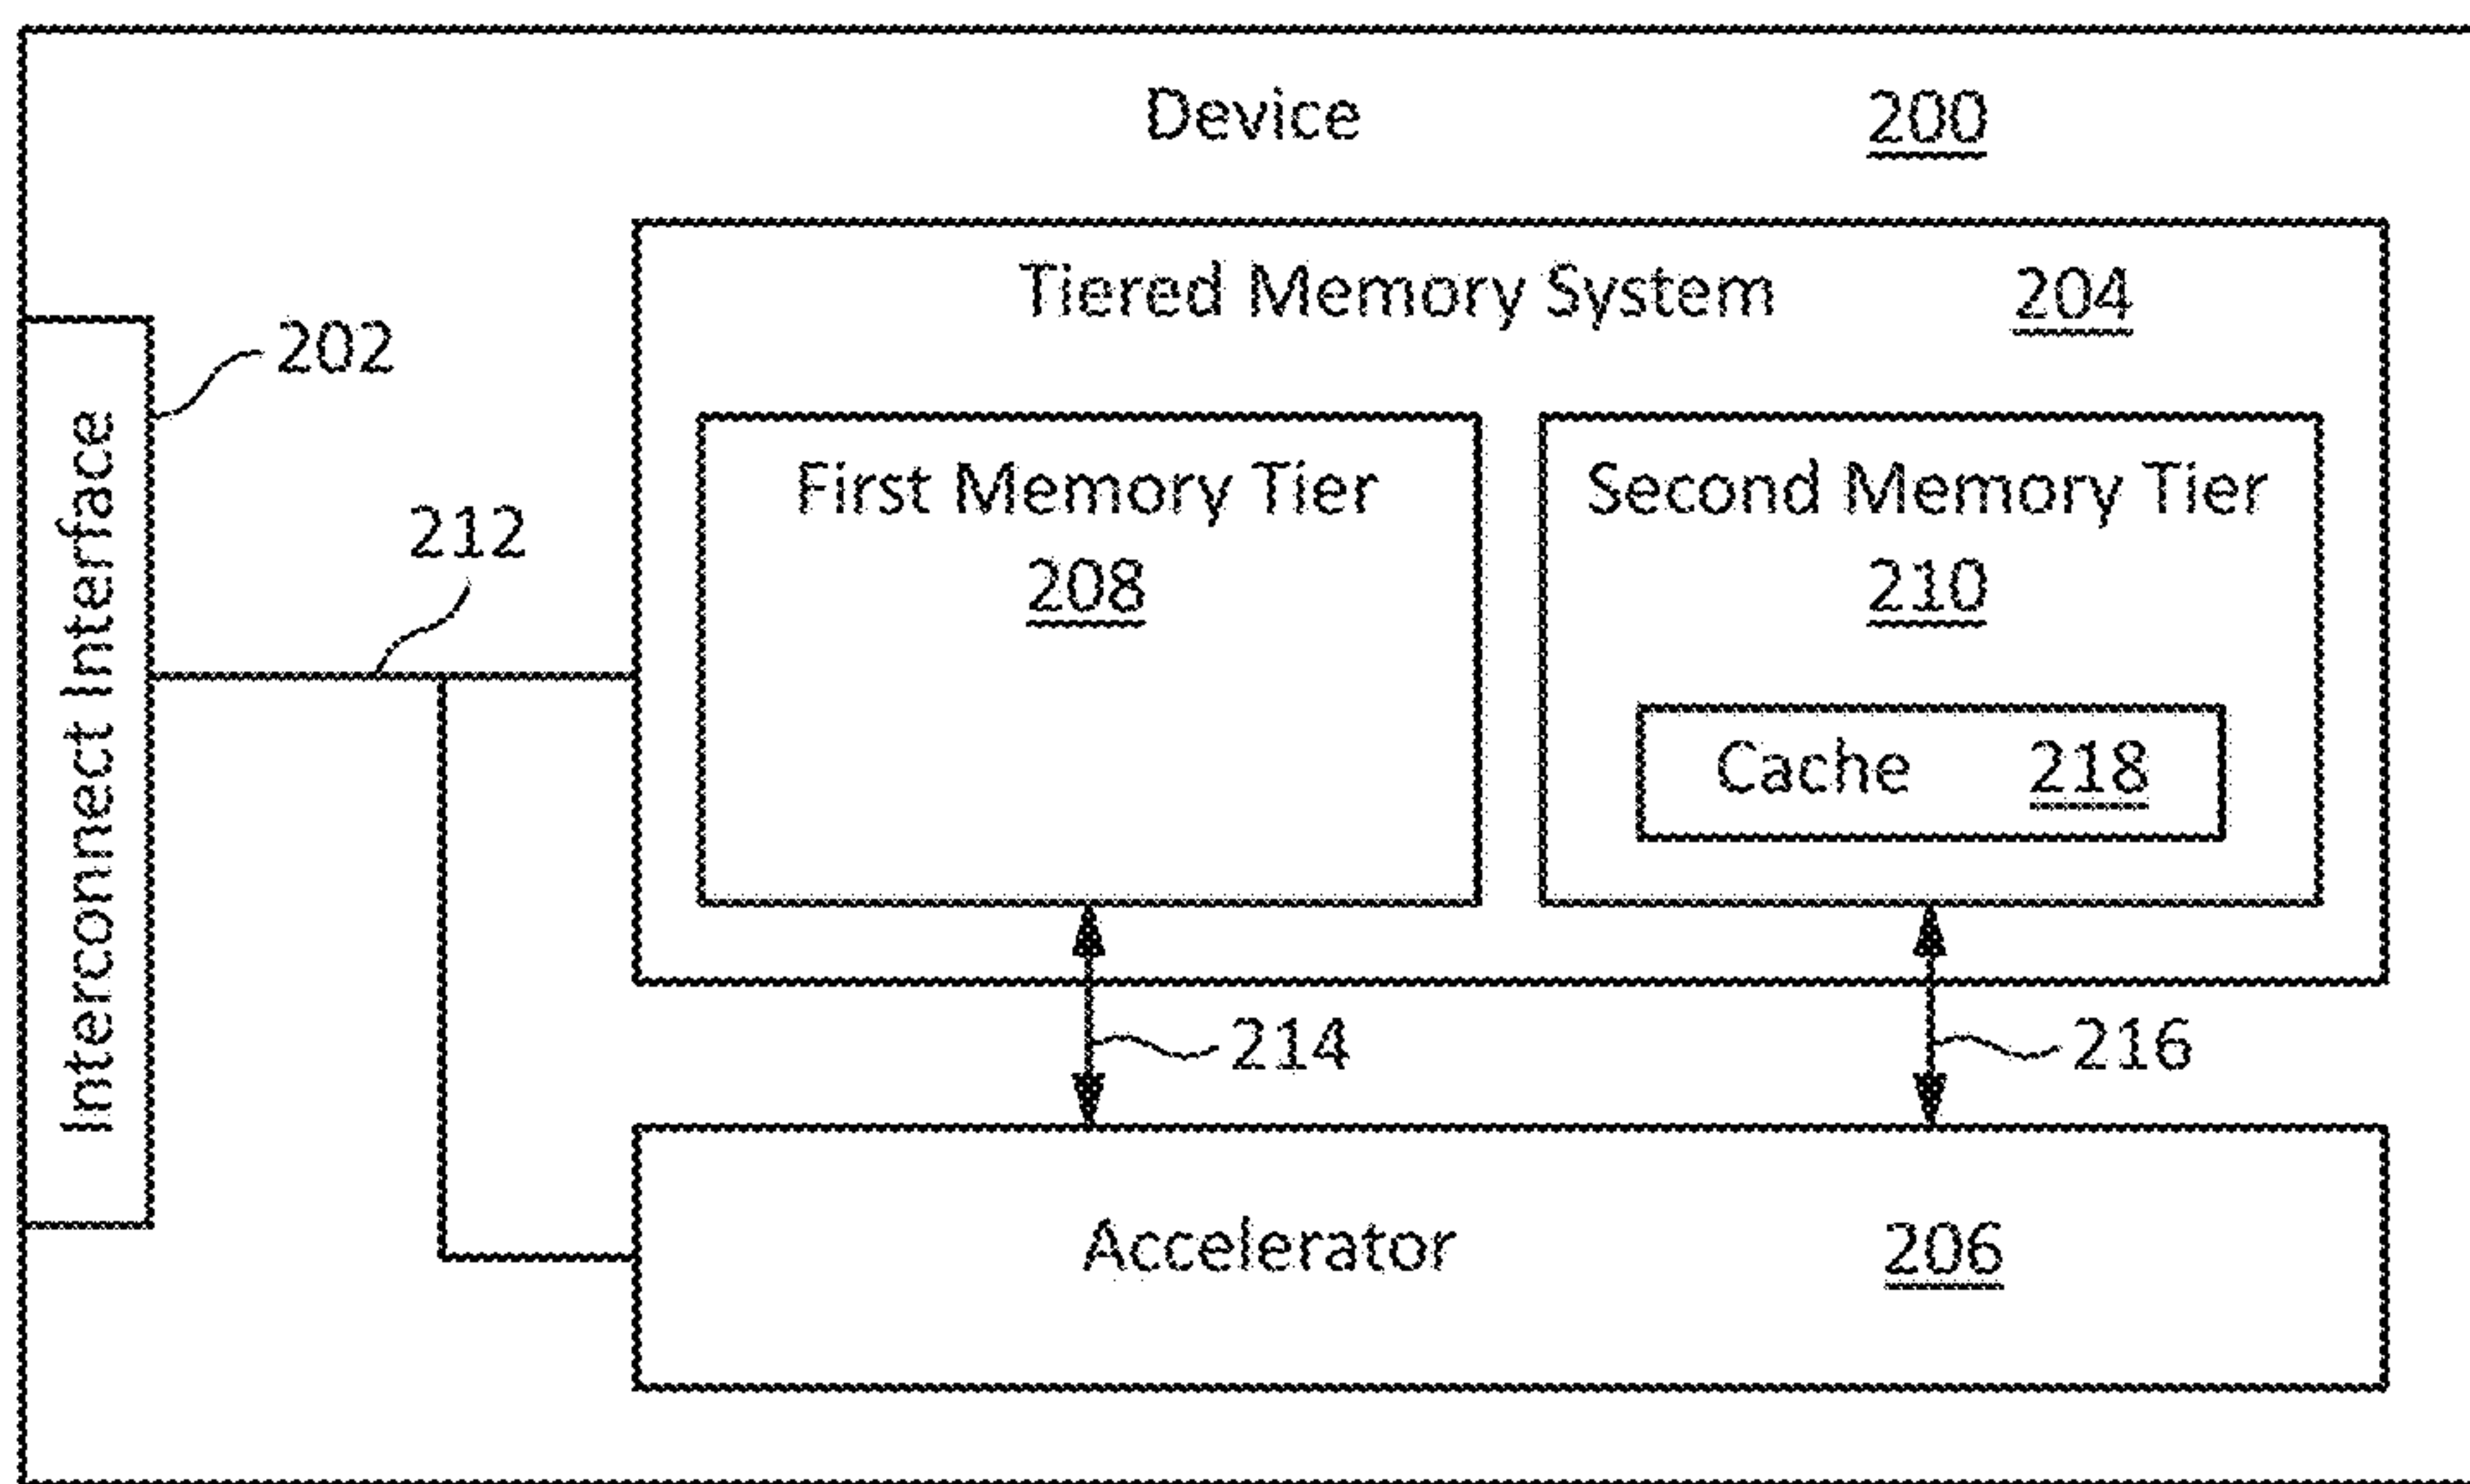 Device 200
Tiered Memory System 204
202
Interconnect Interface
212
First Memory Tier
208
Second Memory Tier
210
Cache 218
214
216
Accelerator 206